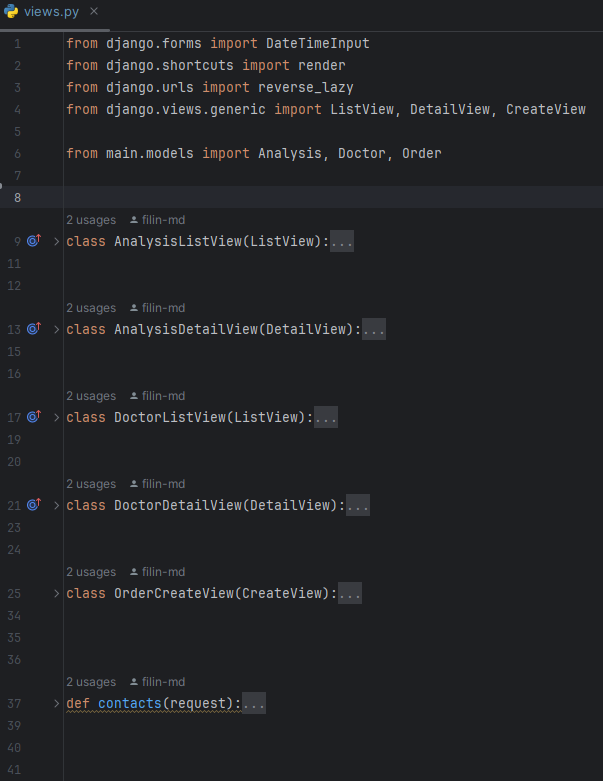 views.py ×
1 from django.forms import DateTimeInput
2 from django.shortcuts import render
3 from django.urls import reverse_lazy
4 from django.views.generic import ListView, DetailView, CreateView
5
6 from main.models import Analysis, Doctor, Order
7
8
2 usages filin-md
9 class AnalysisListView(ListView):...
11
12
2 usages filin-md
13 class AnalysisDetailView(DetailView):...
15
16
2 usages filin-md
17 class DoctorListView(ListView):...
19
20
2 usages filin-md
21 class DoctorDetailView(DetailView):...
23
24
2 usages filin-md
25 class OrderCreateView(CreateView):...
34
35
36
2 usages filin-md
37 def contacts(request):...
39
40
41